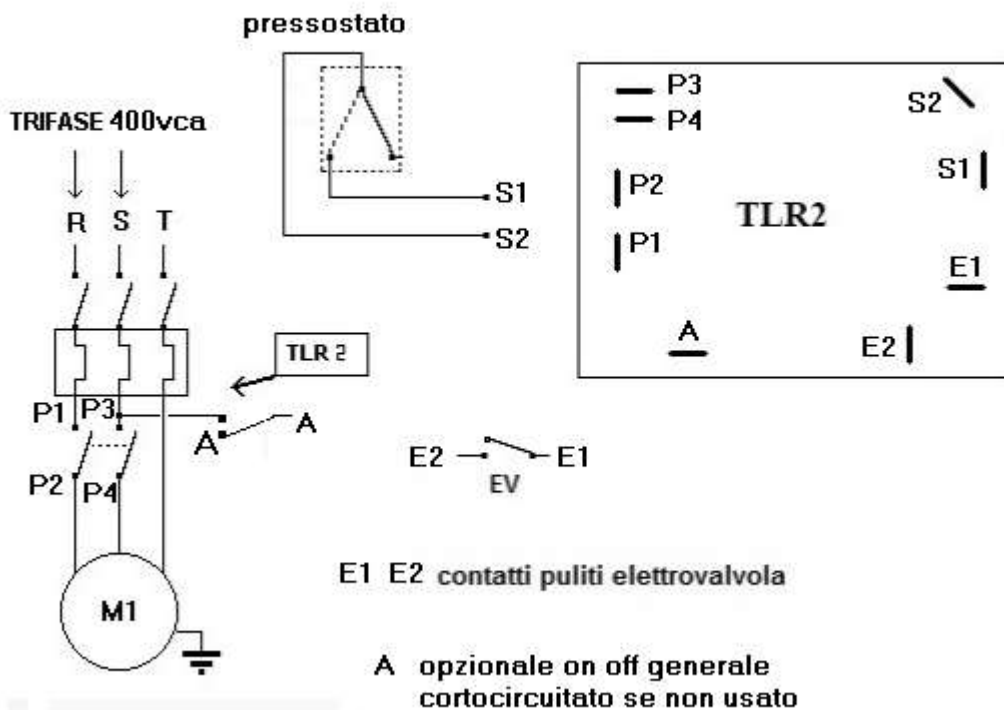 pressostato
TRIFASE 400vca
R S T
S1
S2
P3
P4
P2
P1
S2
S1
TLR2
E1
E2
A
TLR 2
P1 P3
A A
P2 P4
E2 E1
EV
M1
E1 E2 contatti puliti elettrovalvola
A opzionale on off generale
cortocircuitato se non usato